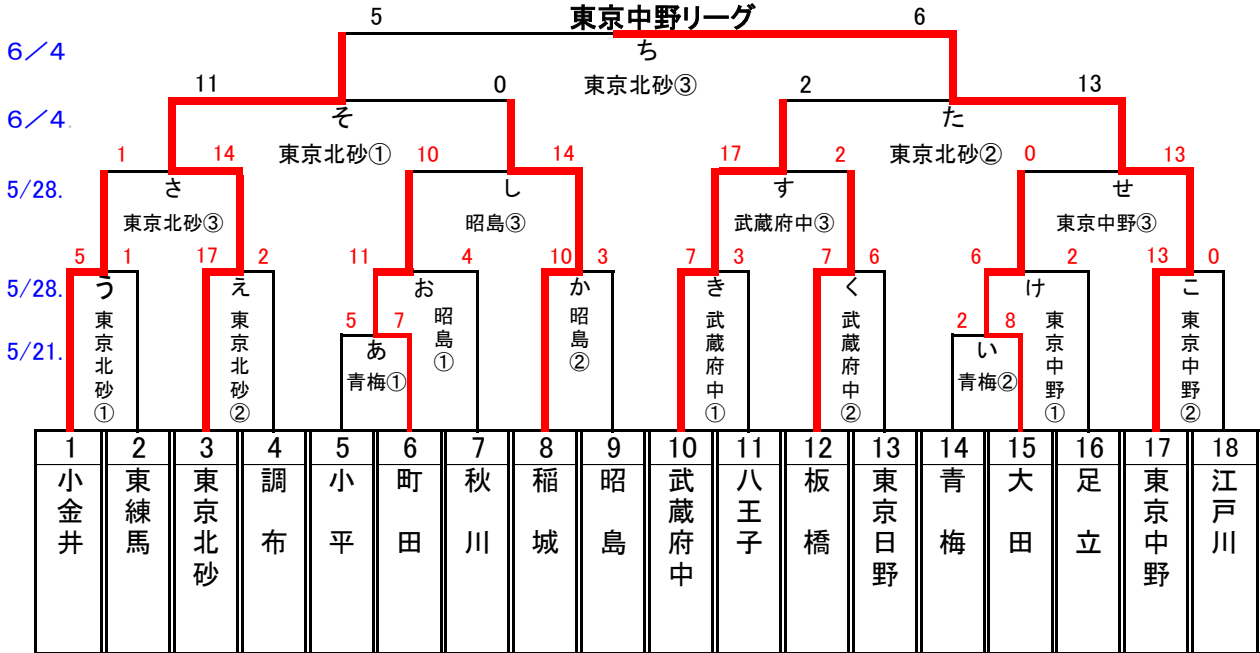 東京中野リーグ
5 6
6/4
ち
東京北砂③
11 0 2 13
6/4.
そ た
東京北砂① 東京北砂②
1 14 10 14 17 2 0 13
5/28.
さ し す せ
東京北砂③ 昭島③ 武蔵府中③ 東京中野③
5 1 17 2 11 4 10 3 7 3 7 6 6 2 13 0
5/28.
う え お か き く け こ
東京北砂① 東京北砂② 昭島① 昭島② 武蔵府中① 武蔵府中② 東京中野① 東京中野②
5/21.
5 7 2 8
あ い
青梅① 青梅②
1 2 3 4 5 6 7 8 9 10 11 12 13 14 15 16 17 18
小金井
東練馬
東京北砂
調布
小平
町田
秋川
稲城
昭島
武蔵府中
八王子
板橋
東京日野
青梅
大田
足立
東京中野
江戸川